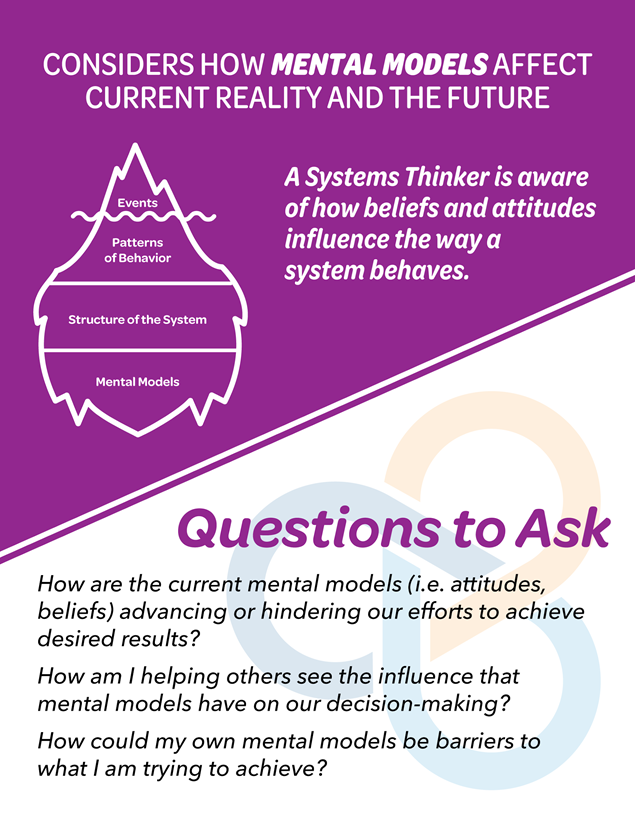 CONSIDERS HOW MENTAL MODELS AFFECT
CURRENT REALITY AND THE FUTURE
Events
Patterns
of Behavior
Structure of the System
Mental Models
A Systems Thinker is aware
of how beliefs and attitudes
influence the way a
system behaves.
Questions to Ask
How are the current mental models (i.e. attitudes,
beliefs) advancing or hindering our efforts to achieve
desired results?
How am I helping others see the influence that
mental models have on our decision-making?
How could my own mental models be barriers to
what I am trying to achieve?